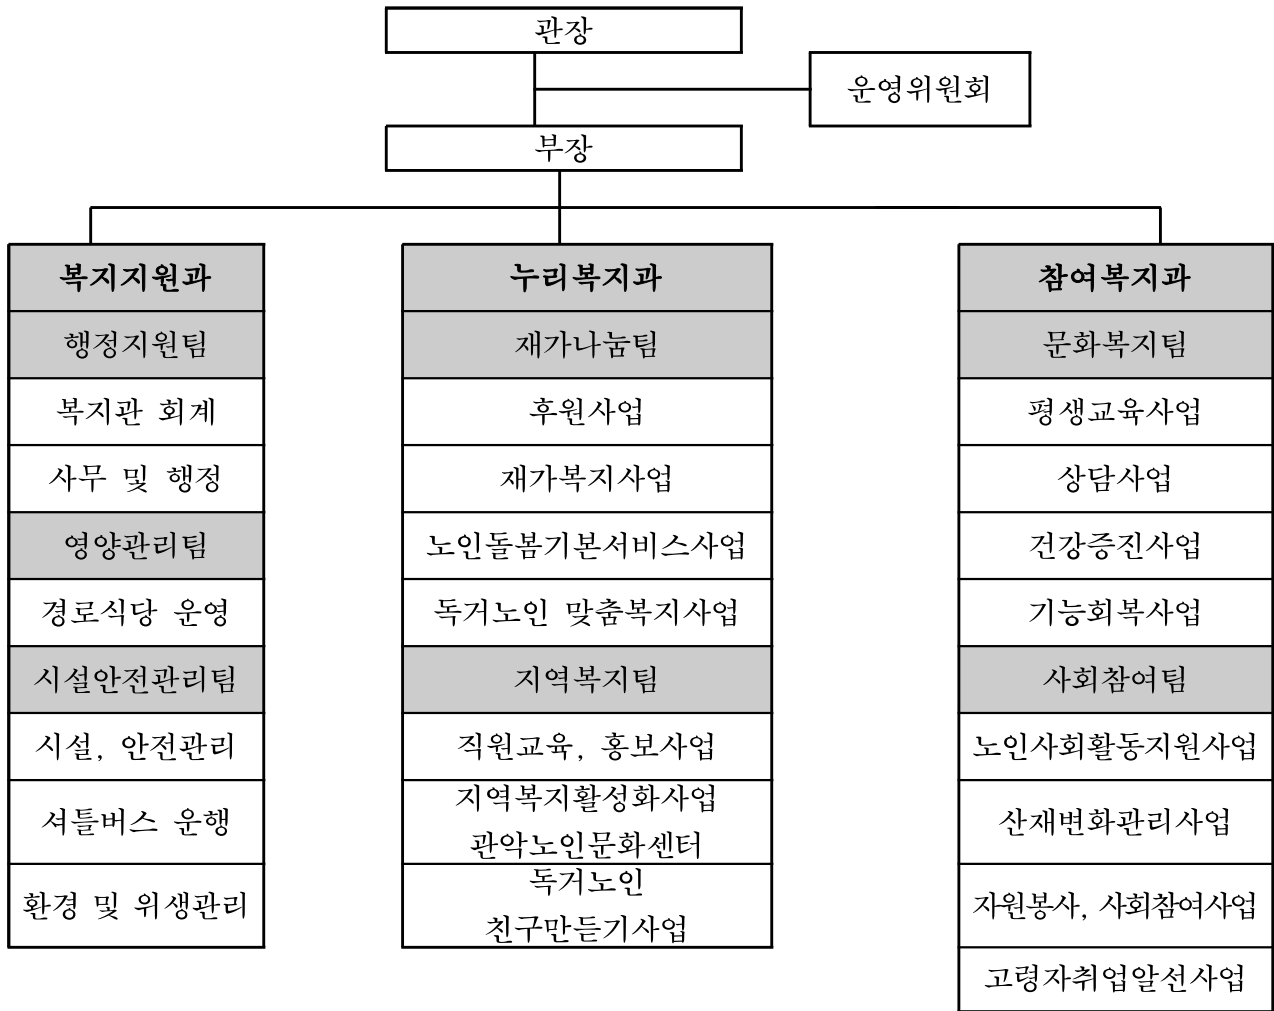 관장
운영위원회
부장
복지지원과
행정지원팀
복지관 회계
사무 및 행정
영양관리팀
경로식당 운영
시설안전관리팀
시설, 안전관리
셔틀버스 운행
환경 및 위생관리
누리복지과
재가나눔팀
후원사업
재가복지사업
노인돌봄기본서비스사업
독거노인 맞춤복지사업
지역복지팀
직원교육, 홍보사업
지역복지활성화사업
관악노인문화센터
독거노인
친구만듣기사업
참여복지과
문화복지팀
평생교육사업
상담사업
건강증진사업
기능회복사업
사회참여팀
노인사회활동지원사업
산재변화관리사업
자원봉사, 사회참여사업
고령자취업알선사업